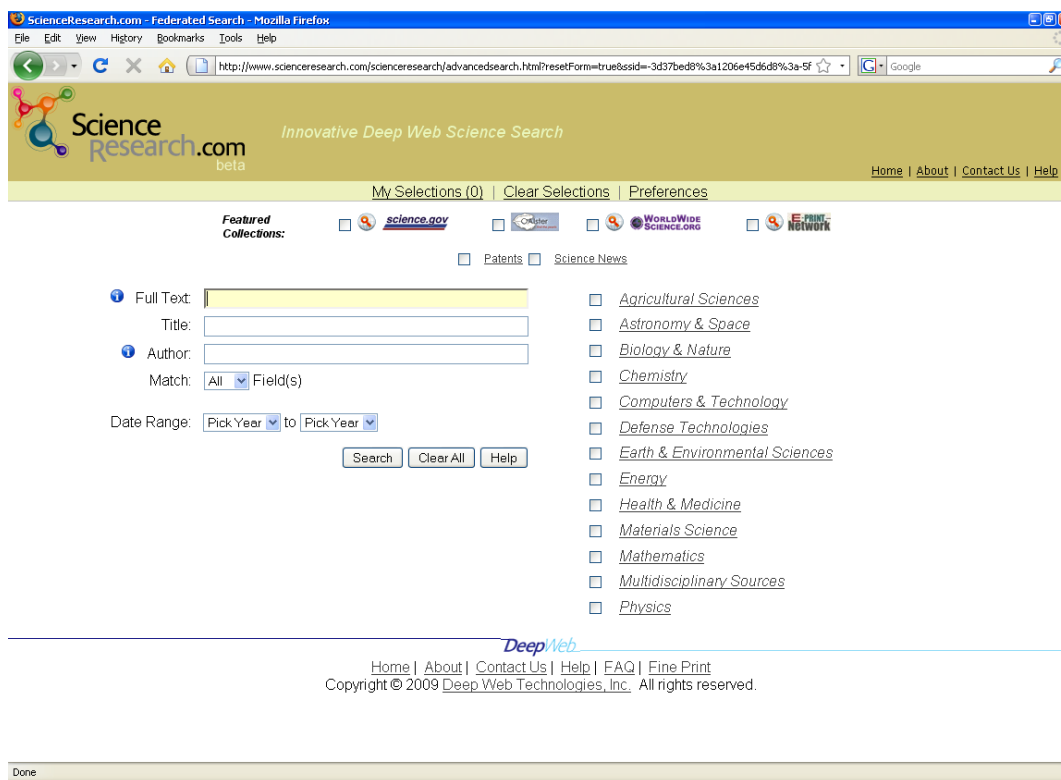 ScienceResearch.com - Federated Search - Mozilla Firefox
File Edit View History Bookmarks Tools Help
http://www.scienceresearch.com/scienceresearch/advancedsearch.html?resetForm=true&ssid=-3d37bed8%3a1206e45d6d8%3a-5f G Google
Science
Research.com
beta
Innovative Deep Web Science Search
Home | About | Contact Us | Help
My Selections (0) | Clear Selections | Preferences
Featured
Collections:
science.gov
WORLDWIDE
SCIENCE.ORG
E-PRINT
NETWORK
Patents Science News
Full Text:
Title:
Author:
Match: All Field(s)
Date Range: Pick Year to Pick Year
Search Clear All Help
Agricultural Sciences
Astronomy & Space
Biology & Nature
Chemistry
Computers & Technology
Defense Technologies
Earth & Environmental Sciences
Energy
Health & Medicine
Materials Science
Mathematics
Multidisciplinary Sources
Physics
DeepWeb
Home | About | Contact Us | Help | FAQ | Fine Print
Copyright © 2009 Deep Web Technologies, Inc. All rights reserved.
Done